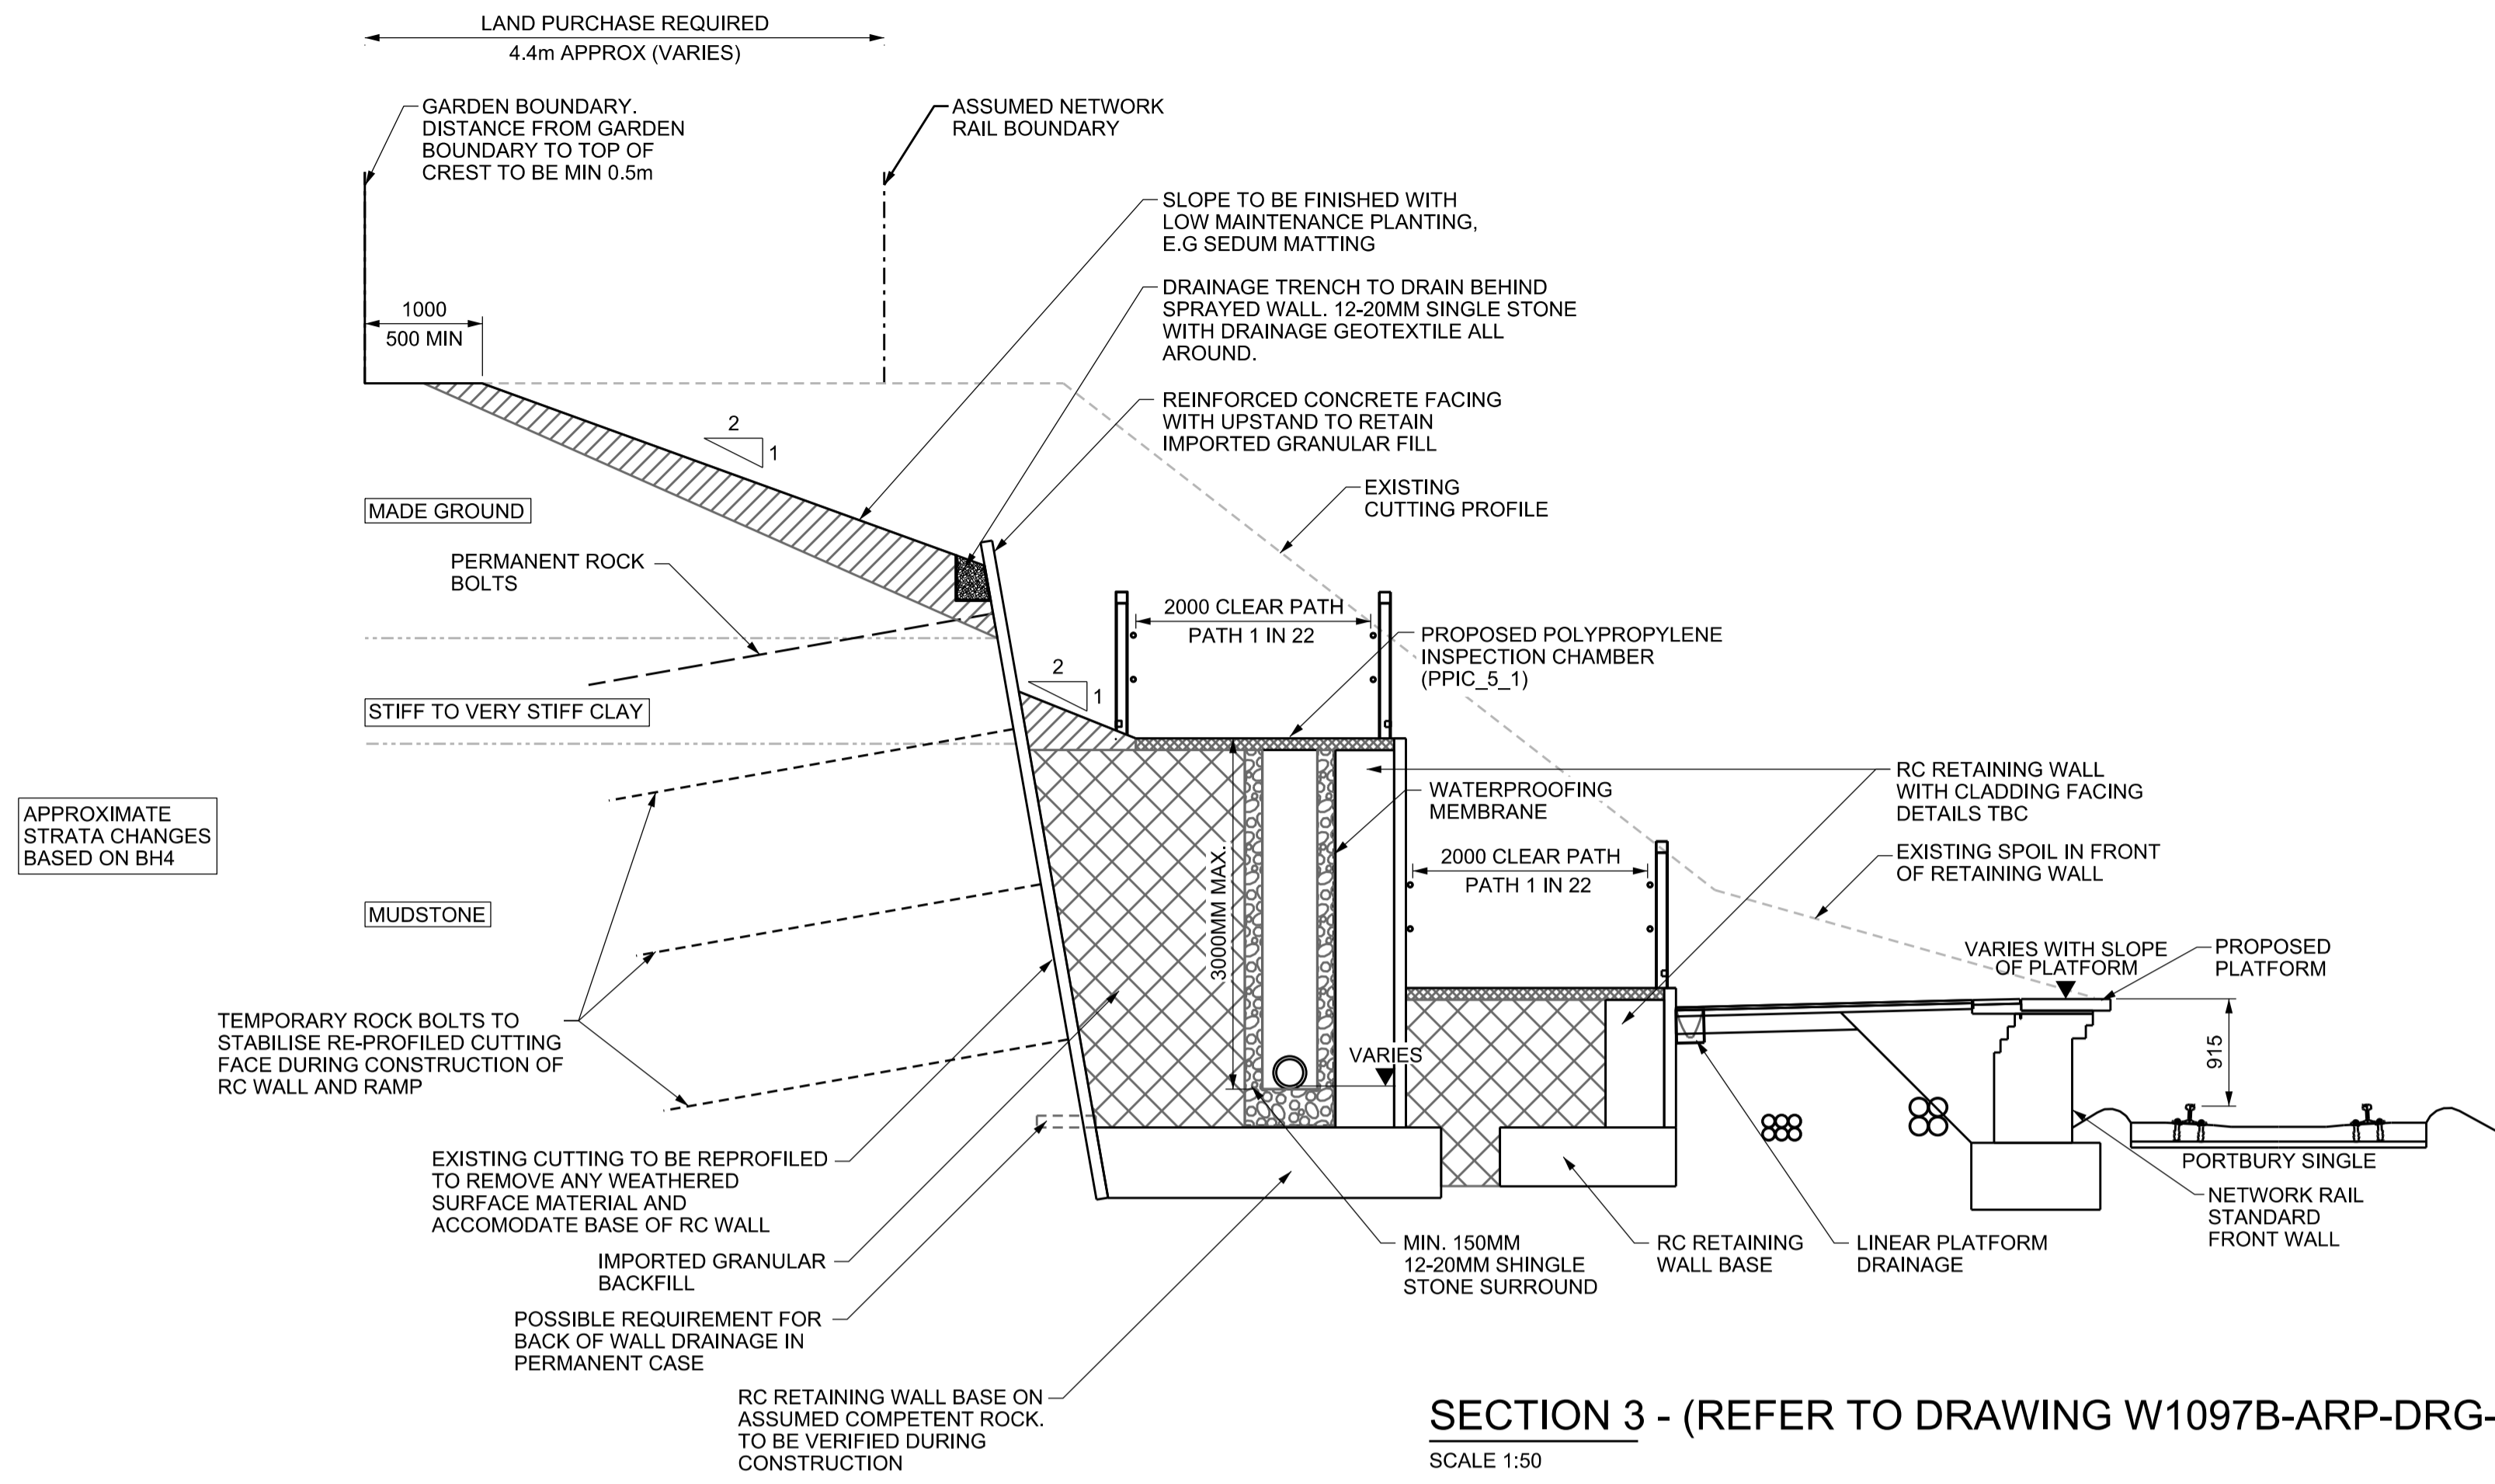 LAND PURCHASE REQUIRED
4.4m APPROX (VARIES)
GARDEN BOUNDARY.
DISTANCE FROM GARDEN
BOUNDARY TO TOP OF
CREST TO BE MIN 0.5m
ASSUMED NETWORK
RAIL BOUNDARY
SLOPE TO BE FINISHED WITH
LOW MAINTENANCE PLANTING,
E.G SEDUM MATTING
DRAINAGE TRENCH TO DRAIN BEHIND
SPRAYED WALL. 12-20MM SINGLE STONE
WITH DRAINAGE GEOTEXTILE ALL
AROUND.
1000
500 MIN
REINFORCED CONCRETE FACING
WITH UPSTAND TO RETAIN
IMPORTED GRANULAR FILL
2
1
EXISTING
CUTTING PROFILE
MADE GROUND
PERMANENT ROCK
BOLTS
2000 CLEAR PATH
PATH 1 IN 22
PROPOSED POLYPROPYLENE
INSPECTION CHAMBER
(PPIC_5_1)
2
1
STIFF TO VERY STIFF CLAY
RC RETAINING WALL
WITH CLADDING FACING
DETAILS TBC
WATERPROOFING
MEMBRANE
APPROXIMATE
STRATA CHANGES
BASED ON BH4
2000 CLEAR PATH
PATH 1 IN 22
EXISTING SPOIL IN FRONT
OF RETAINING WALL
3000MM MAX.
MUDSTONE
VARIES WITH SLOPE
OF PLATFORM
PROPOSED
PLATFORM
TEMPORARY ROCK BOLTS TO
STABILISE RE-PROFILED CUTTING
FACE DURING CONSTRUCTION OF
RC WALL AND RAMP
VARIES
915
EXISTING CUTTING TO BE REPROFILED
TO REMOVE ANY WEATHERED
SURFACE MATERIAL AND
ACCOMODATE BASE OF RC WALL
PORTBURY SINGLE
NETWORK RAIL
STANDARD
FRONT WALL
IMPORTED GRANULAR
BACKFILL
MIN. 150MM
12-20MM SHINGLE
STONE SURROUND
RC RETAINING
WALL BASE
LINEAR PLATFORM
DRAINAGE
POSSIBLE REQUIREMENT FOR
BACK OF WALL DRAINAGE IN
PERMANENT CASE
RC RETAINING WALL BASE ON
ASSUMED COMPETENT ROCK.
TO BE VERIFIED DURING
CONSTRUCTION
SECTION 3 - (REFER TO DRAWING W1097B-ARP-DRG-
SCALE 1:50